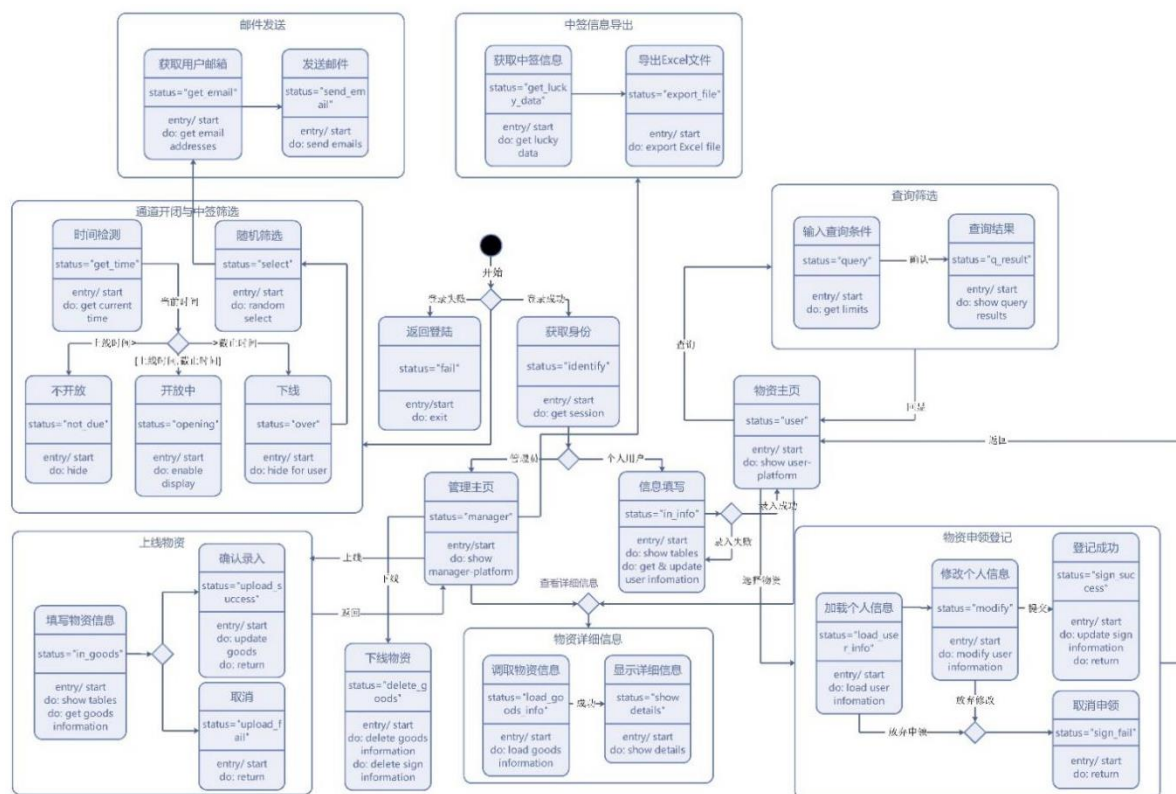 邮件发送
获取用户邮箱
status="get_email"
entry/ start
do: get email
addresses
发送邮件
status="send_em
ail"
entry/ start
do: send emails
中签信息导出
获取中签信息
status="get_luck
y_data"
entry/ start
do: get lucky
data
导出Excel文件
status="export_file"
entry/ start
do: export Excel file
通道开闭与中签筛选
时间检测
status="get_time"
entry/ start
do: get current
time
随机筛选
status="select"
entry/ start
do: random
select
当前时间
上线时间>
>截止时间
[上线时间,截止时间]
不开放
status="not_due"
entry/ start
do: hide
开放中
status="opening"
entry/ start
do: enable
display
下线
status="over"
entry/ start
do: hide for user
开始
登录失败
登录成功
返回登陆
status="fail"
entry/start
do: exit
获取身份
status="identify"
entry/ start
do: get session
管理员
个人用户
查询筛选
输入查询条件
status="query"
entry/ start
do: get limits
确认
查询结果
status="q_result"
entry/ start
do: show query
results
查询
物资主页
status="user"
entry/ start
do: show user-
platform
返回
管理主页
status="manager"
entry/start
do: show
manager-platform
信息填写
status="in_info"
entry/ start
do: show tables
do: get & update
user infomation
录入成功
录入失败
上线物资
填写物资信息
status="in_goods"
entry/ start
do: show tables
do: get goods
information
确认录入
status="upload_s
uccess"
entry/ start
do: update
goods
do: return
取消
status="upload_f
ail"
entry/ start
do: return
上线
返回
下线
下线物资
status="delete_g
oods"
entry/ start
do: delete goods
information
do: delete sign
information
查看详细信息
物资详细信息
调取物资信息
status="load_go
ods_info"
entry/ start
do: load goods
information
成功
显示详细信息
status="show
details"
entry/ start
do: show details
选择物资
物资申领登记
加载个人信息
status="load_us
er_info"
entry/ start
do: load user
infomation
修改个人信息
status="modify"
entry/ start
do: modify user
information
提交
登记成功
status="sign_suc
cess"
entry/ start
do: update sign
information
do: return
放弃修改
放弃申领
取消申领
status="sign_fail"
entry/ start
do: return